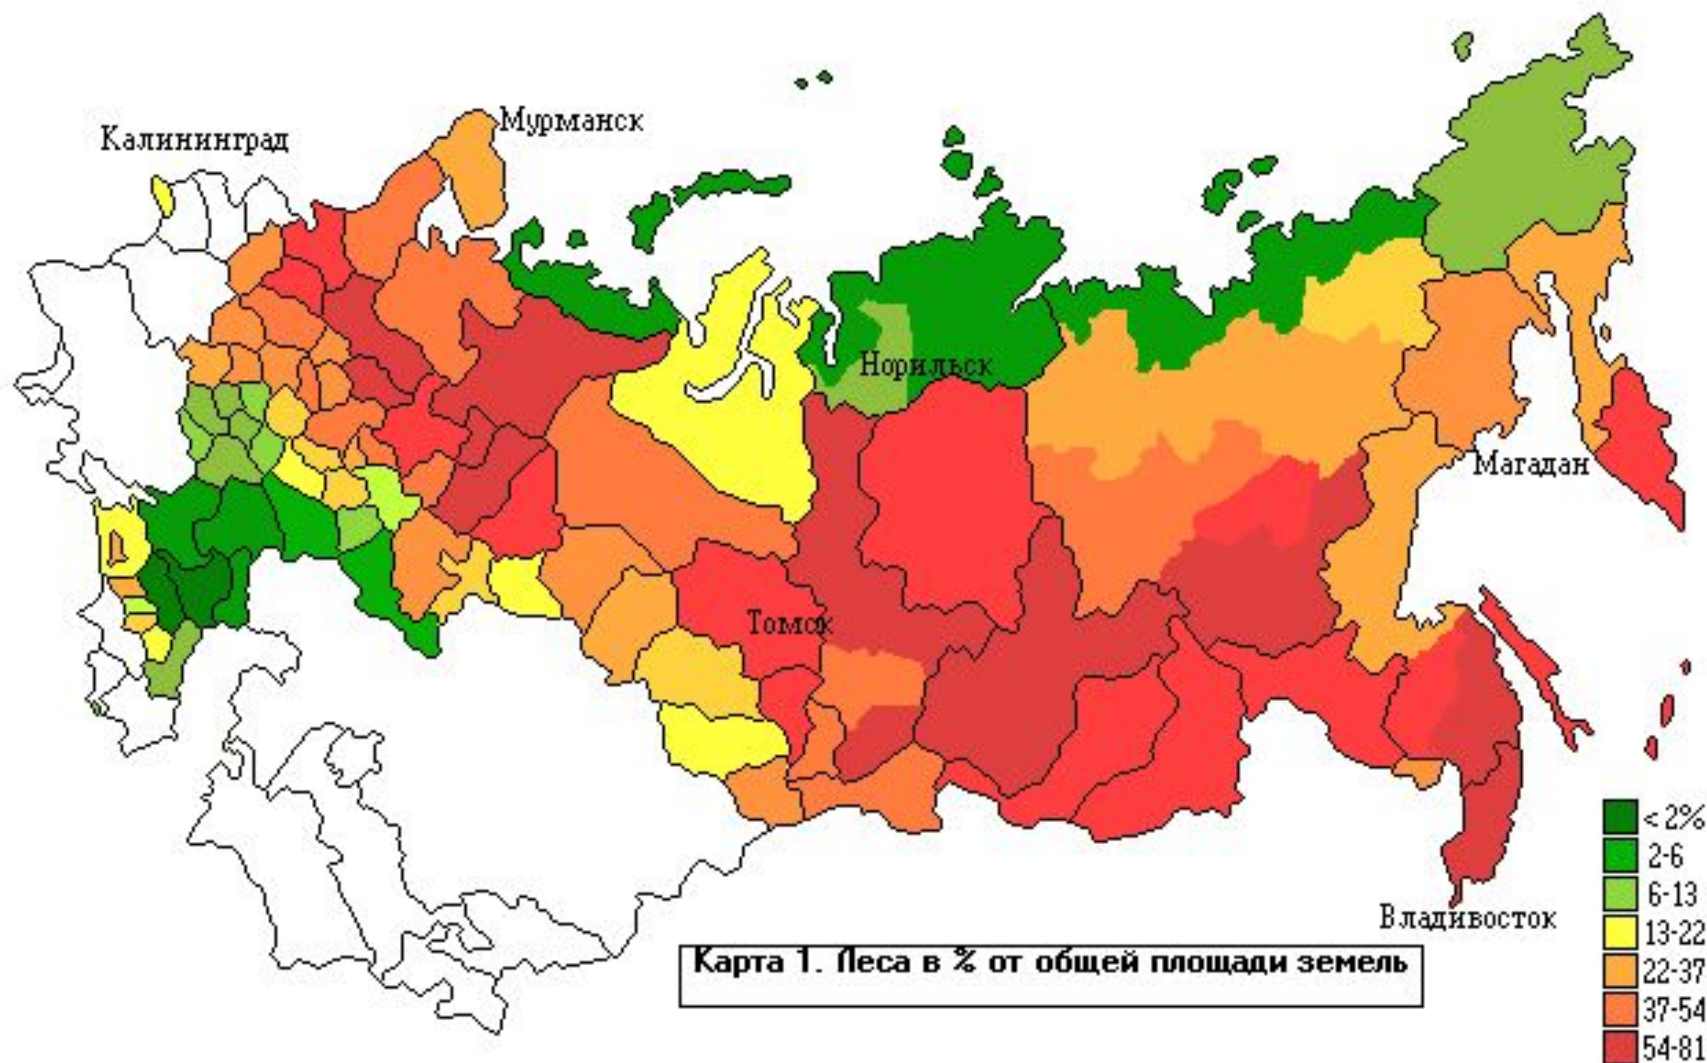 Мурманск
Калининград
Норильск
Магадан
Томск
< 2%
2-6
6-13
13-22
22-37
37-54
54-81
Владивосток
Карта 1. Леса в % от общей площади земель